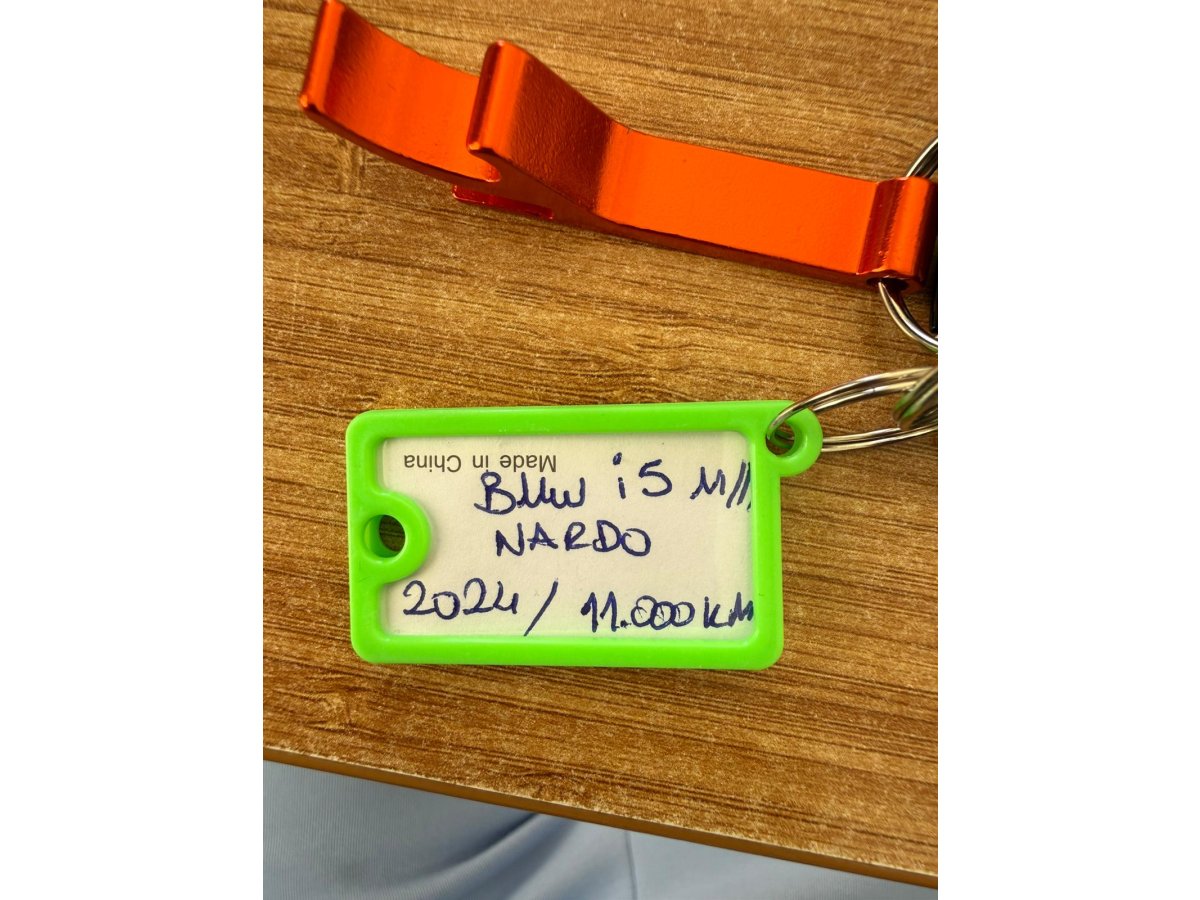 Made in China
BMW i5 M
NARDO
2024 / 11.000 KM